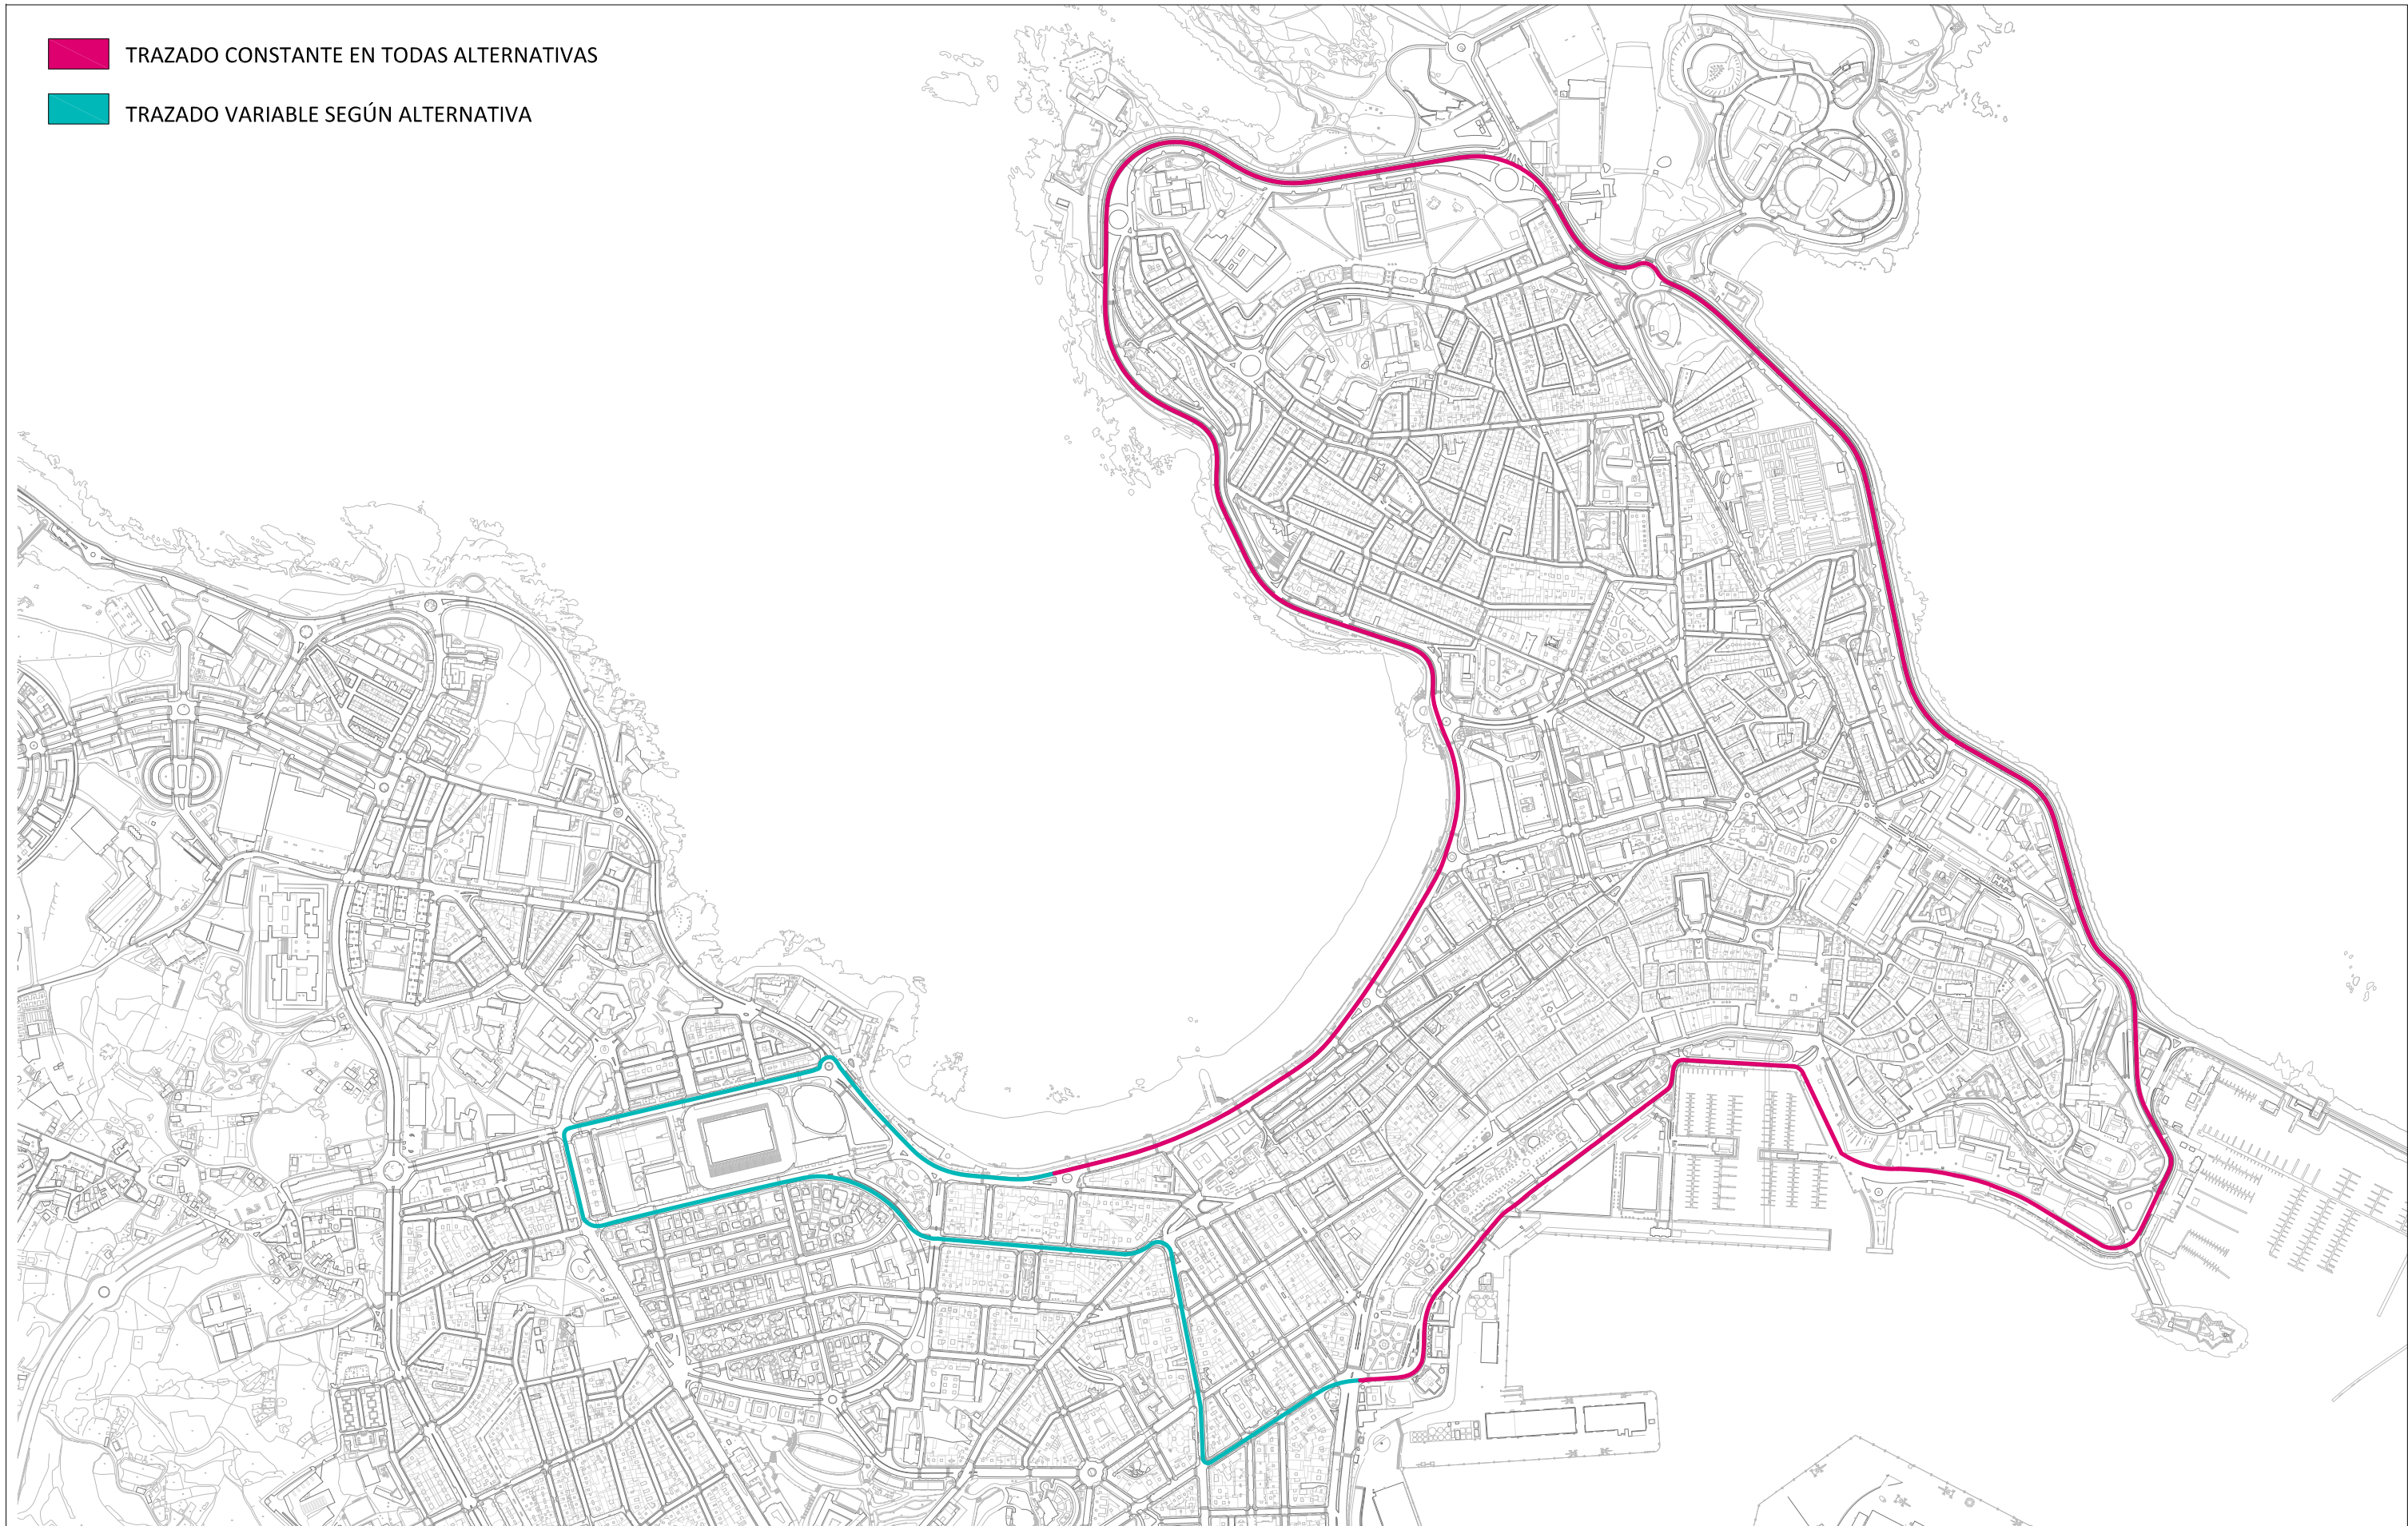 TRAZADO CONSTANTE EN TODAS ALTERNATIVAS
TRAZADO VARIABLE SEGÚN ALTERNATIVA